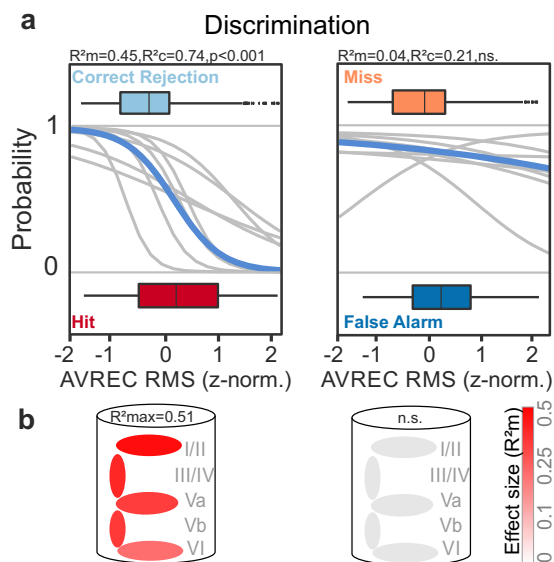 a
Discrimination
R²m=0.45,R²c=0.74,p<0.001
R²m=0.04,R²c=0.21,ns.
Correct Rejection
Miss
Probability
1
0
Hit
False Alarm
-2 -1 0 1 2
-2 -1 0 1 2
AVREC RMS (z-norm.)
AVREC RMS (z-norm.)
b
R²max=0.51
I/II
III/IV
Va
Vb
VI
n.s.
I/II
III/IV
Va
Vb
VI
Effect size (R²m)
0 0.1 0.25 0.5